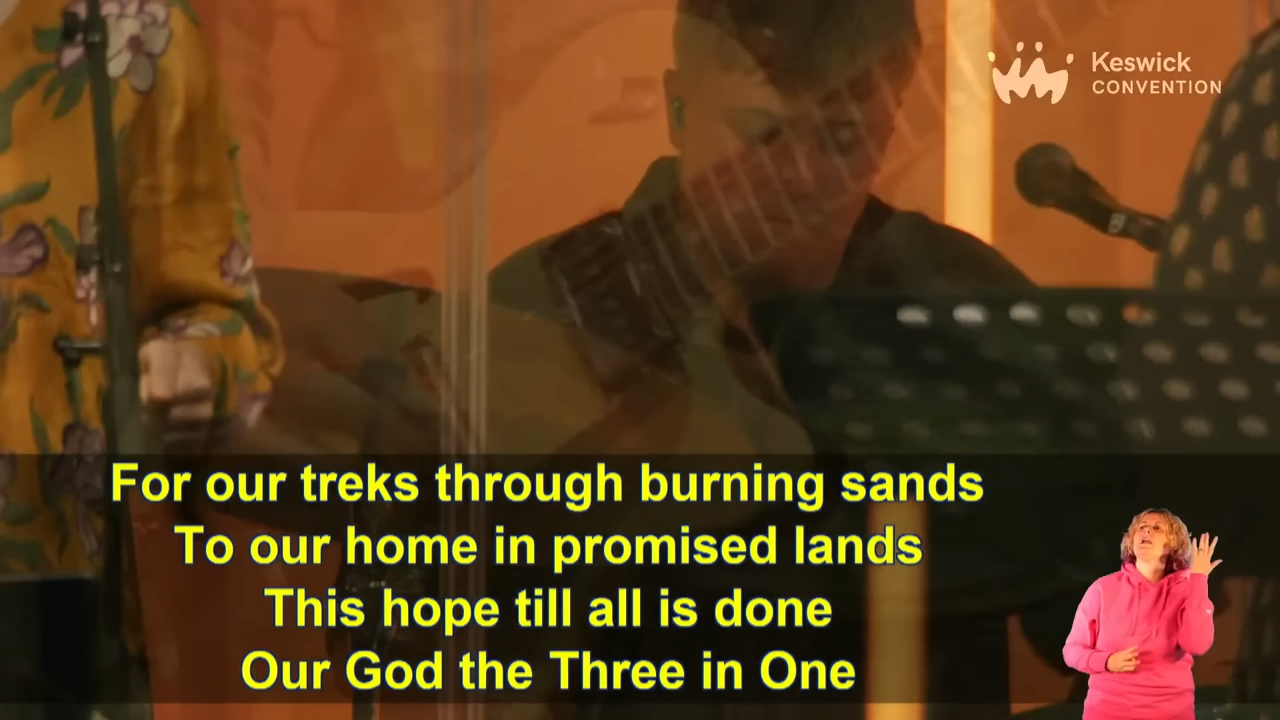 Keswick
CONVENTION
For our treks through burning sands
To our home in promised lands
This hope till all is done
Our God the Three in One